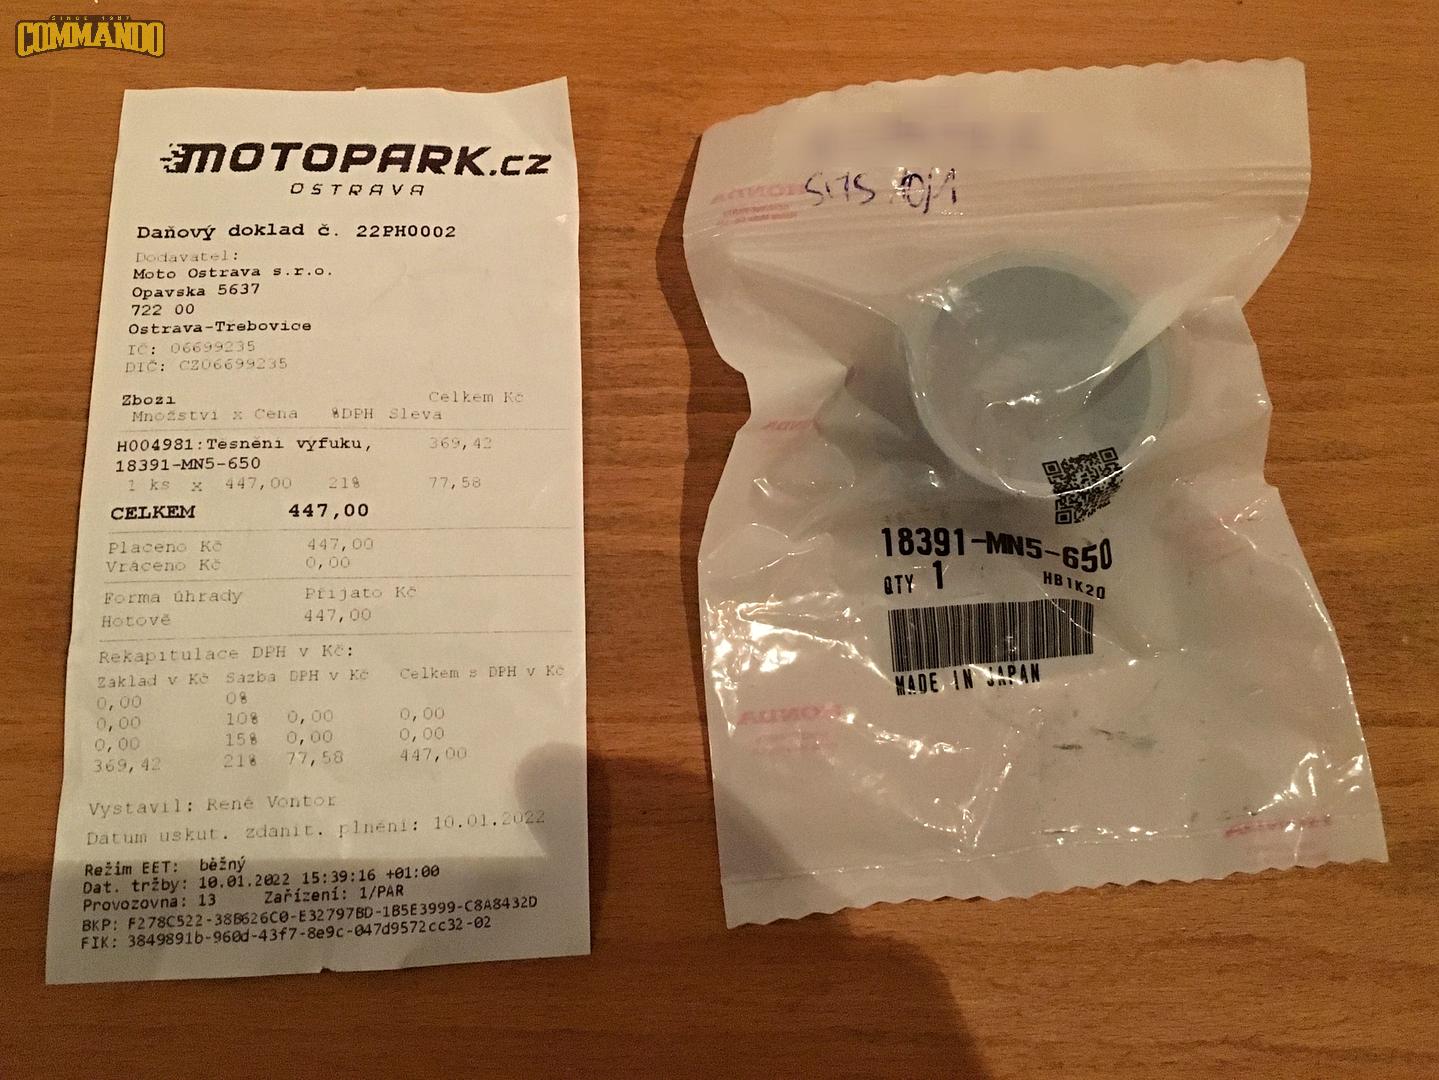 SINCE 1987
COMMANDO
MOTOPARK.CZ
OSTRAVA
Daňový doklad č. 22PH0002
Dodavatel:
Moto Ostrava s.r.o.
Opavska 5637
722 00
Ostrava-Trebovice
IČ: 06699235
DIČ: CZ06699235
Zbozi Celkem Kč
Množství x Cena %DPH Sleva
H004981:Tesnění vyfuku, 369,42
18391-MN5-650
1 ks x 447,00 21% 77,58
CELKEM 447,00
Placeno Kč 447,00
Vráceno Kč 0,00
Forma úhrady Přijato Kč
Hotově 447,00
Rekapitulace DPH v Kč:
Základ v Kč Sazba DPH v Kč Celkem s DPH v Kč
0,00 0%
0,00 10% 0,00 0,00
0,00 15% 0,00 0,00
369,42 21% 77,58 447,00
Vystavil: René Vontor
Datum uskut. zdanit. plnění: 10.01.2022
Režim EET: běžný
Dat. tržby: 10.01.2022 15:39:16 +01:00
Provozovna: 13 Zařízení: 1/PAR
BKP: F278C522-38B626C0-E32797BD-1B5E3999-C8A8432D
FIK: 3849891b-960d-43f7-8e9c-047d9572cc32-02
HONDA
18391-MN5-650
QTY 1 HB1K20
MADE IN JAPAN
HONDA